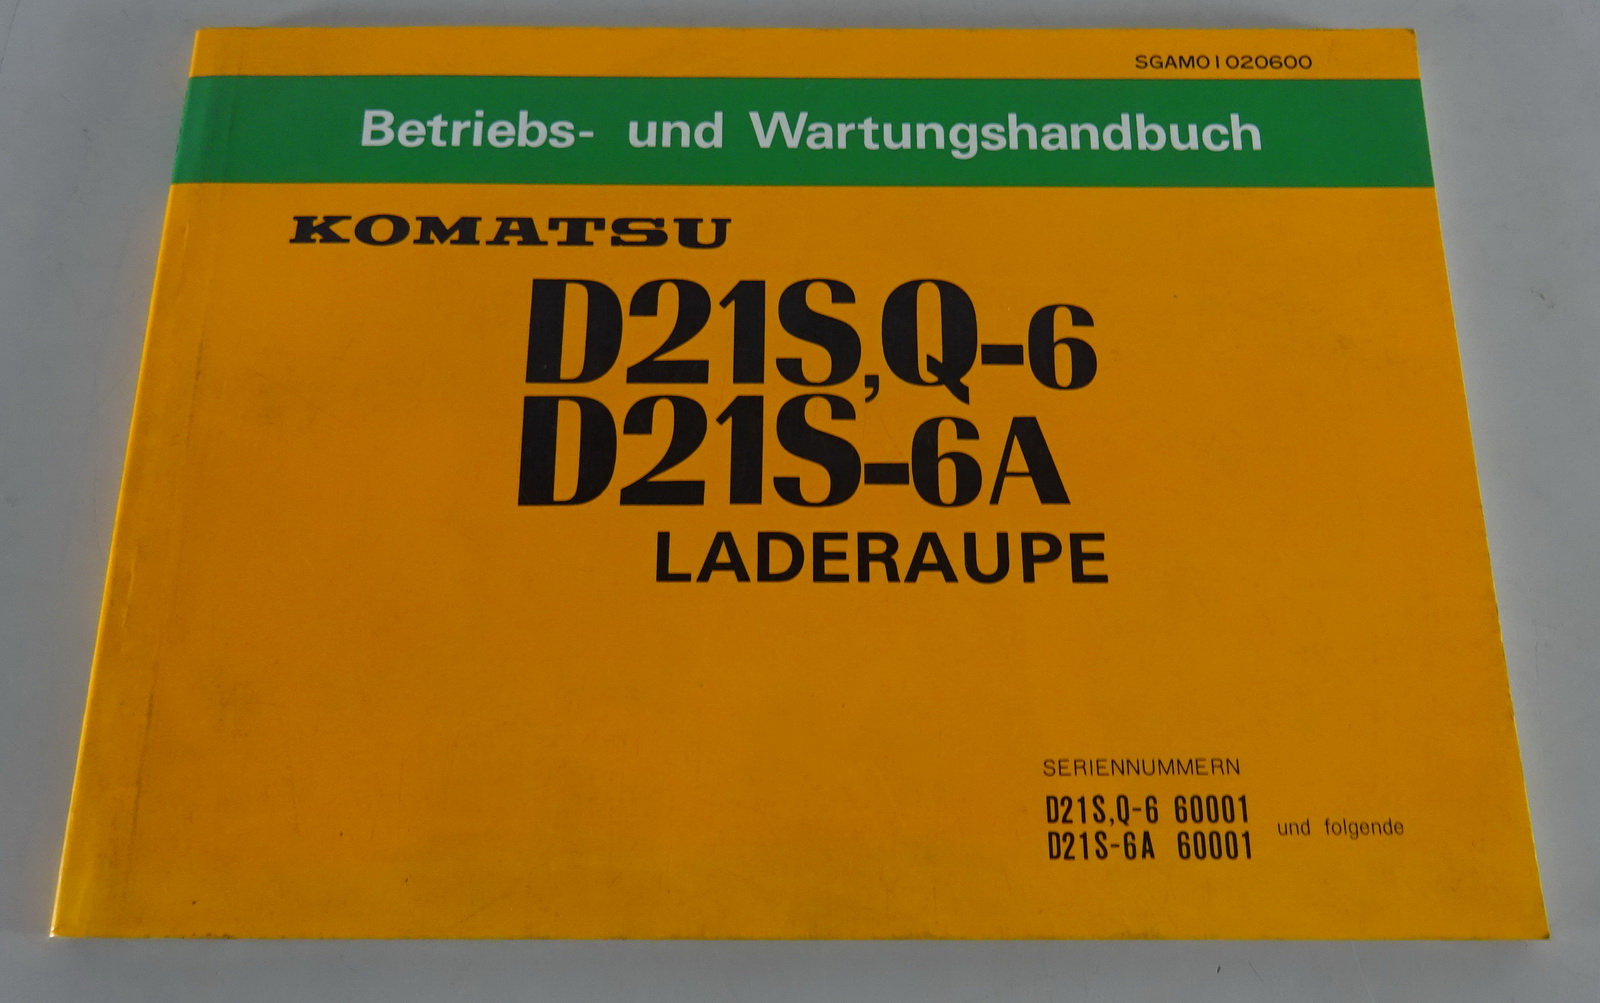 SGAM01020600
Betriebs- und Wartungshandbuch
KOMATSU
D21S,Q-6
D21S-6A
LADERAUPE
SERIENNUMMERN
D21S,Q-6 60001
D21S-6A 60001
und folgende